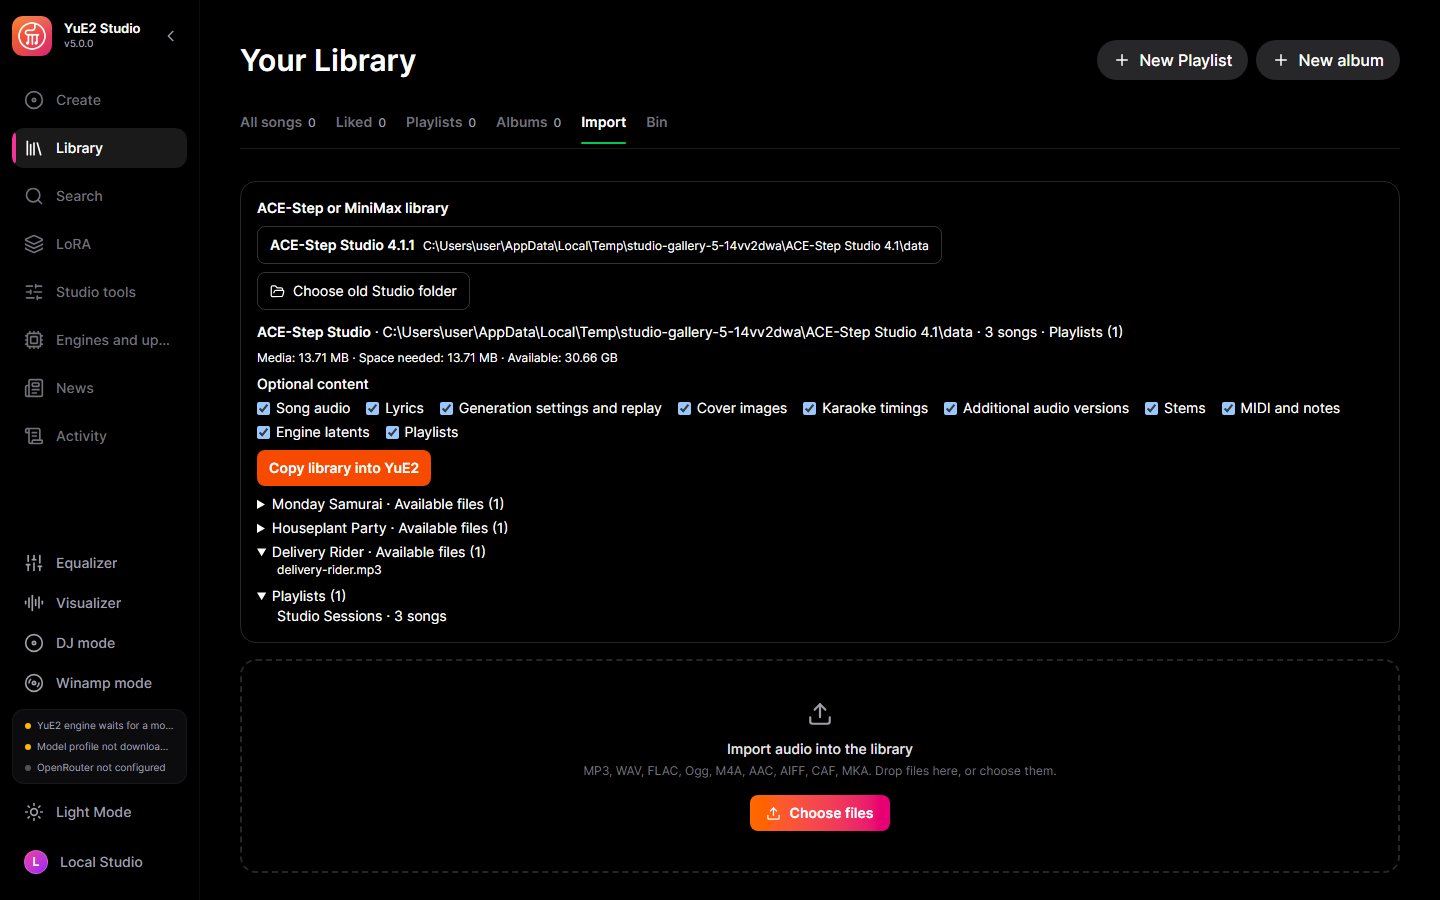 YuE2 Studio
v5.0.0
Create
Library
Search
LoRA
Studio tools
Engines and up...
News
Activity
Equalizer
Visualizer
DJ mode
Winamp mode
YuE2 engine waits for a mo...
Model profile not downloa...
OpenRouter not configured
Light Mode
L Local Studio
Your Library
New Playlist
New album
All songs 0 Liked 0 Playlists 0 Albums 0 Import Bin
ACE-Step or MiniMax library
ACE-Step Studio 4.1.1 C:\Users\user\AppData\Local\Temp\studio-gallery-5-14vv2dwa\ACE-Step Studio 4.1\data
Choose old Studio folder
ACE-Step Studio · C:\Users\user\AppData\Local\Temp\studio-gallery-5-14vv2dwa\ACE-Step Studio 4.1\data · 3 songs · Playlists (1)
Media: 13.71 MB · Space needed: 13.71 MB · Available: 30.66 GB
Optional content
Song audio Lyrics Generation settings and replay Cover images Karaoke timings Additional audio versions Stems MIDI and notes
Engine latents Playlists
Copy library into YuE2
Monday Samurai · Available files (1)
Houseplant Party · Available files (1)
Delivery Rider · Available files (1)
delivery-rider.mp3
Playlists (1)
Studio Sessions · 3 songs
Import audio into the library
MP3, WAV, FLAC, Ogg, M4A, AAC, AIFF, CAF, MKA. Drop files here, or choose them.
Choose files